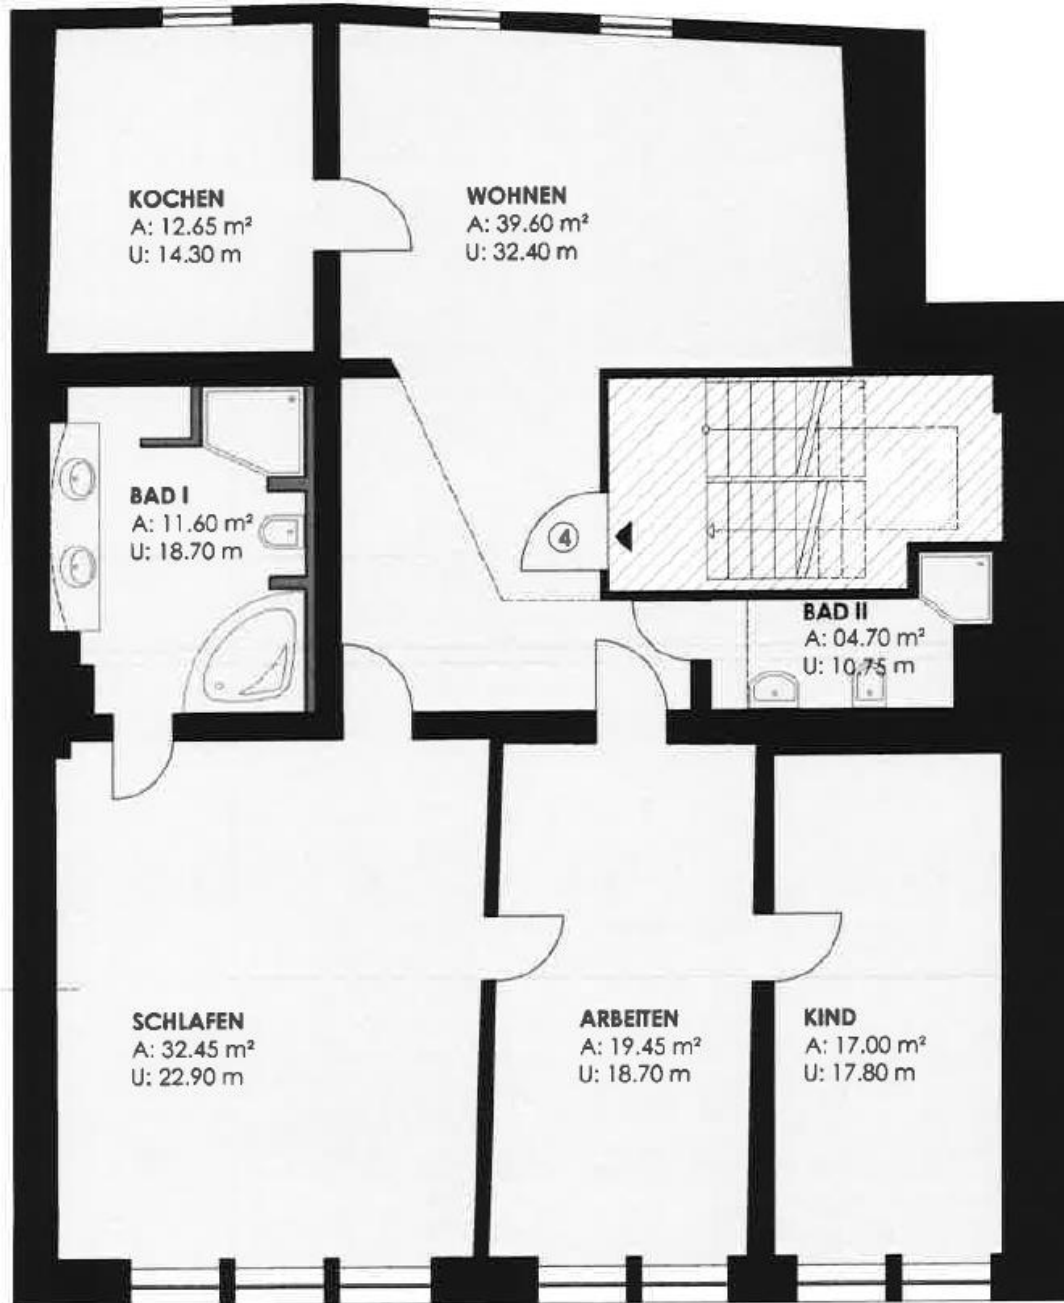 KOCHEN
A: 12.65 m²
U: 14.30 m
WOHNEN
A: 39.60 m²
U: 32.40 m
BAD I
A: 11.60 m²
U: 18.70 m
4
BAD II
A: 04.70 m²
U: 10.75 m
SCHLAFEN
A: 32.45 m²
U: 22.90 m
ARBEITEN
A: 19.45 m²
U: 18.70 m
KIND
A: 17.00 m²
U: 17.80 m